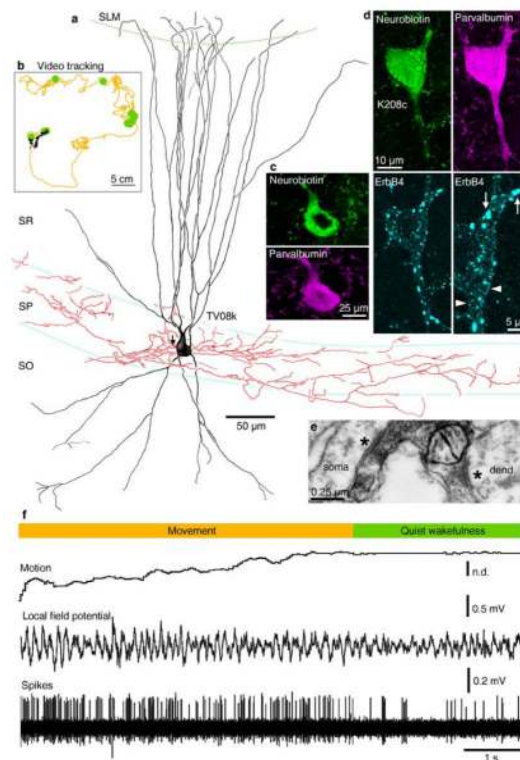 a
SLM
b Video tracking
5 cm
SR
SP
SO
TV08k
50 µm
c
Neurobiotin
Parvalbumin
25 µm
d
Neurobiotin
Parvalbumin
K208c
10 µm
ErbB4
ErbB4
5 µ
e
soma
dend
0.25 µm
f
Movement
Quiet wakefulness
Motion
n.d.
0.5 mV
Local field potential
0.2 mV
Spikes
1 s